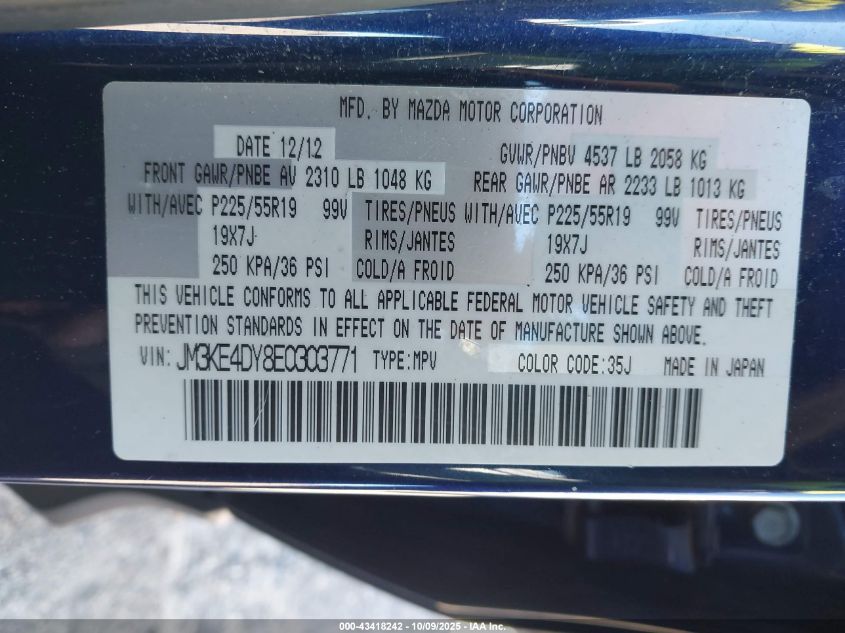 MFD. BY MAZDA MOTOR CORPORATION
DATE 12/12 GVWR/PNBV 4537 LB 2058 KG
FRONT GAWR/PNBE AV 2310 LB 1048 KG REAR GAWR/PNBE AR 2233 LB 1013 KG
WITH/AVEC P225/55R19 99V TIRES/PNEUS WITH/AVEC P225/55R19 99V TIRES/PNEUS
19X7J RIMS/JANTES 19X7J RIMS/JANTES
250 KPA/36 PSI COLD/A FROID 250 KPA/36 PSI COLD/A FROID
THIS VEHICLE CONFORMS TO ALL APPLICABLE FEDERAL MOTOR VEHICLE SAFETY AND THEFT
PREVENTION STANDARDS IN EFFECT ON THE DATE OF MANUFACTURE SHOWN ABOVE.
VIN: JM3KE4DY8E0303771 TYPE:MPV COLOR CODE:35J MADE IN JAPAN
000-43418242 - 10/09/2025 - IAAI Inc.